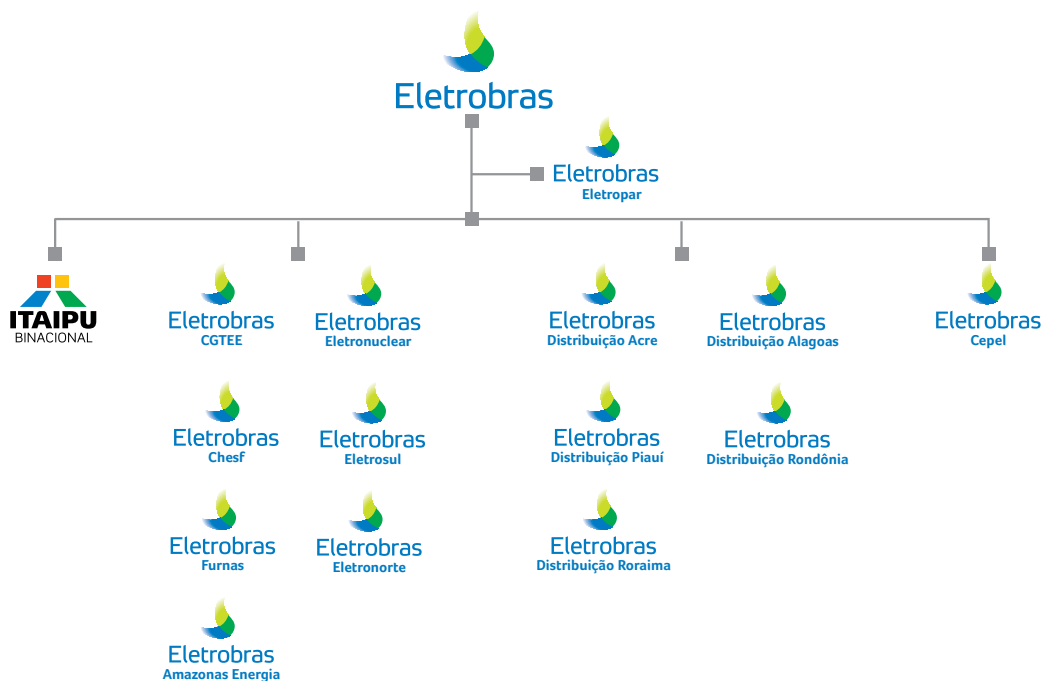 Eletrobras
Eletrobras
Eletropar
ITAIPU
BINACIONAL
Eletrobras
CGTEE
Eletrobras
Eletronuclear
Eletrobras
Distribuição Acre
Eletrobras
Distribuição Alagoas
Eletrobras
Cepel
Eletrobras
Chesf
Eletrobras
Eletrosul
Eletrobras
Distribuição Piauí
Eletrobras
Distribuição Rondônia
Eletrobras
Furnas
Eletrobras
Eletronorte
Eletrobras
Distribuição Roraima
Eletrobras
Amazonas Energia